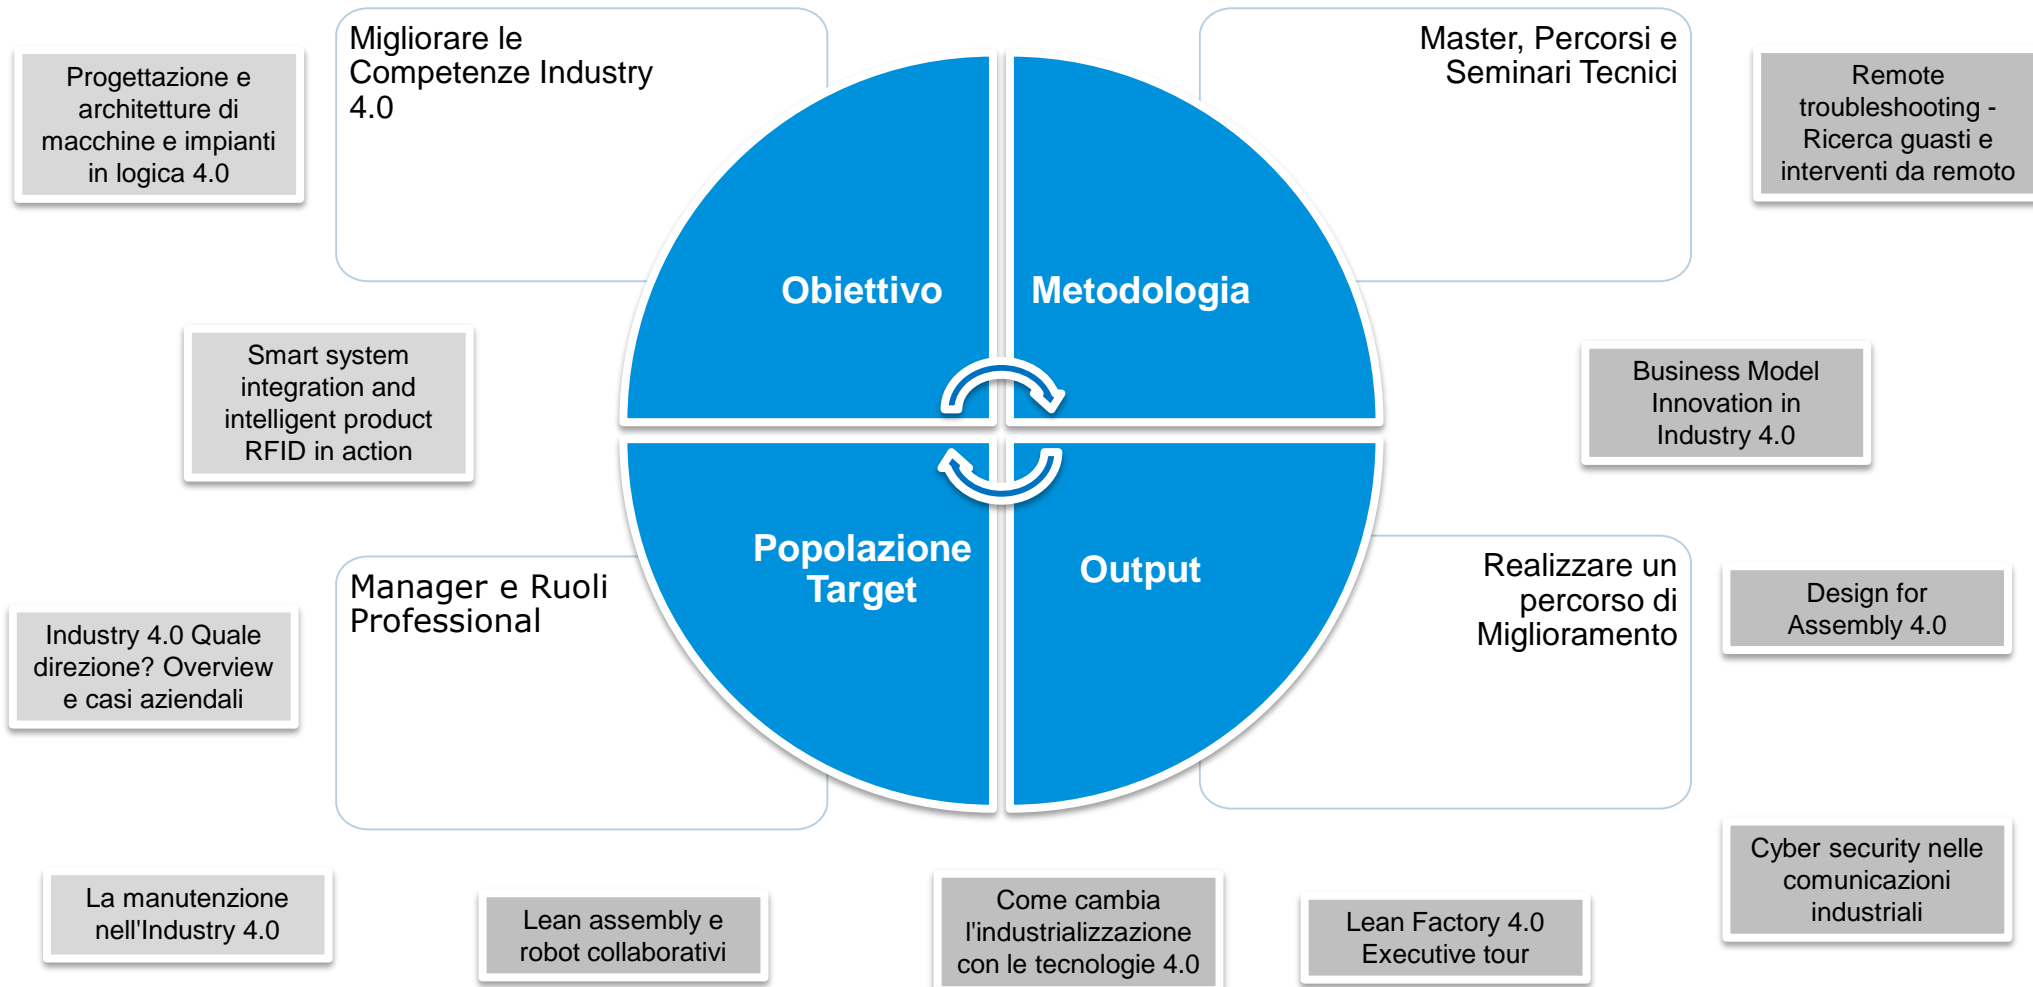 Migliorare le
Competenze Industry
4.0
Master, Percorsi e
Seminari Tecnici
Progettazione e
architetture di
macchine e impianti
in logica 4.0
Remote
troubleshooting -
Ricerca guasti e
interventi da remoto
Obiettivo
Metodologia
Smart system
integration and
intelligent product
RFID in action
Business Model
Innovation in
Industry 4.0
Popolazione
Target
Output
Manager e Ruoli
Professional
Realizzare un
percorso di
Miglioramento
Industry 4.0 Quale
direzione? Overview
e casi aziendali
Design for
Assembly 4.0
Cyber security nelle
comunicazioni
industriali
La manutenzione
nell'Industry 4.0
Lean assembly e
robot collaborativi
Come cambia
l'industrializzazione
con le tecnologie 4.0
Lean Factory 4.0
Executive tour